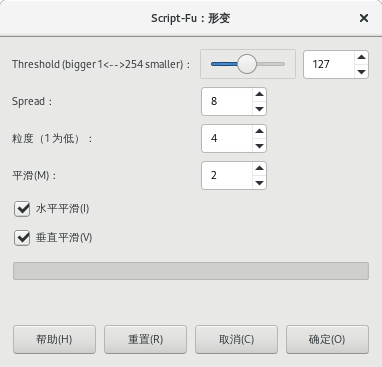 Script-Fu：形变
Threshold (bigger 1<-->254 smaller)：
127
Spread：
8
粒度（1 为低）：
4
平滑(M)：
2
水平平滑(I)
垂直平滑(V)
帮助(H) 重置(R) 取消(C) 确定(O)